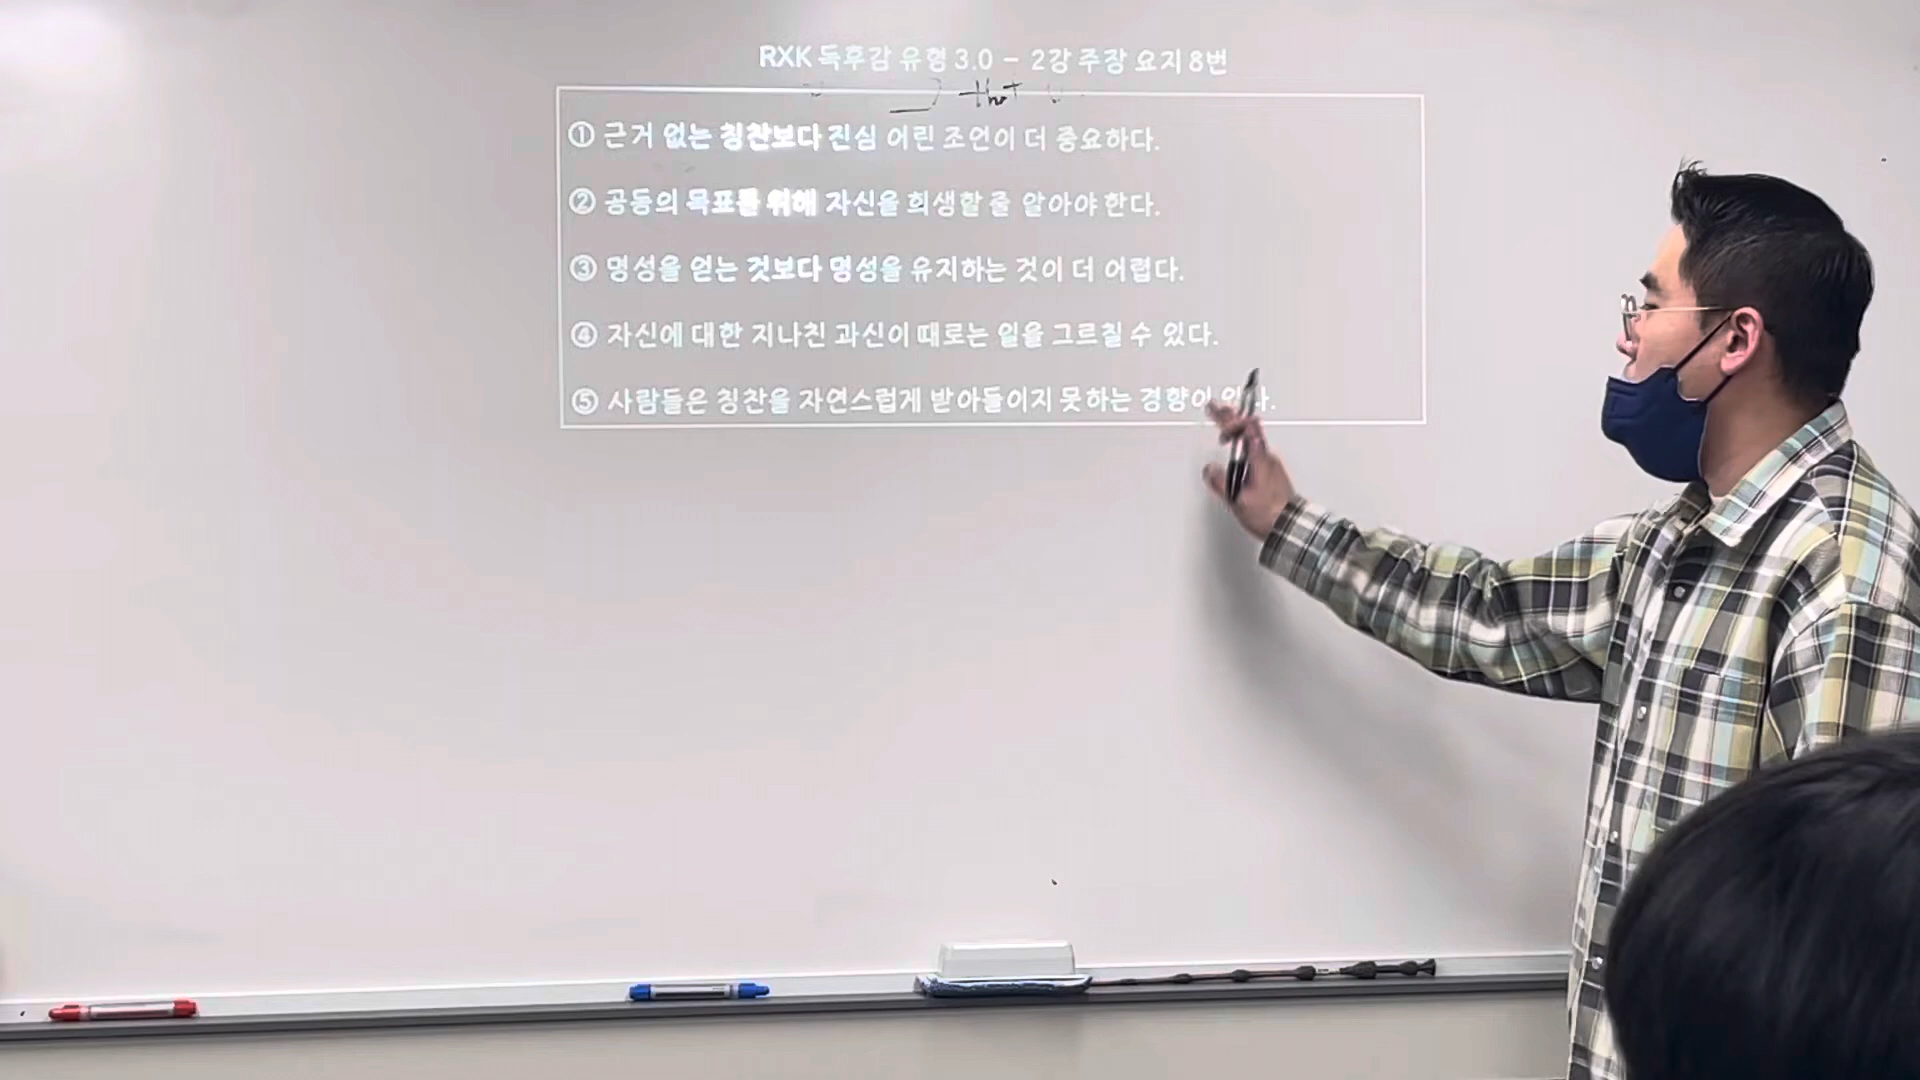 RXK 독후감 유형 3.0 - 2강 주장 요지 8번
that
① 근거 없는 칭찬보다 진심 어린 조언이 더 중요하다.
② 공동의 목표를 위해 자신을 희생할 줄 알아야 한다.
③ 명성을 얻는 것보다 명성을 유지하는 것이 더 어렵다.
④ 자신에 대한 지나친 과신이 때로는 일을 그르칠 수 있다.
⑤ 사람들은 칭찬을 자연스럽게 받아들이지 못하는 경향이 있다.